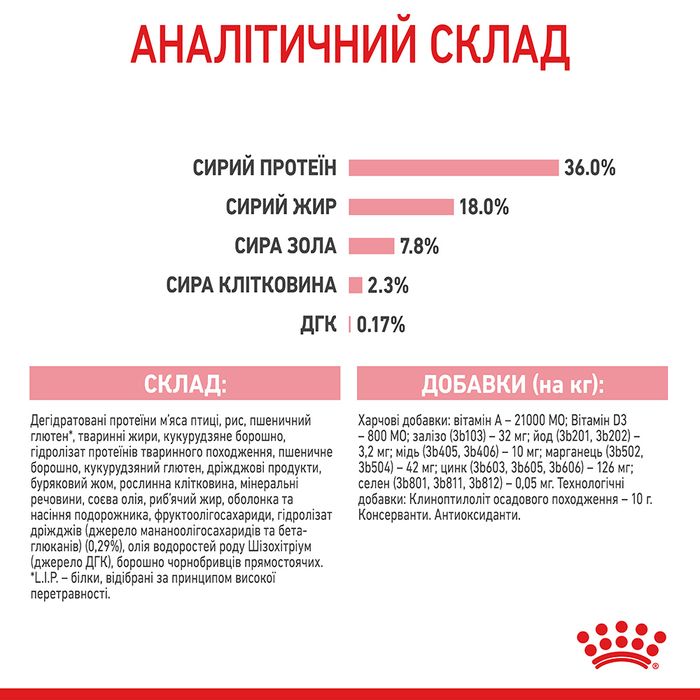 АНАЛІТИЧНИЙ СКЛАД
СИРИЙ ПРОТЕЇН 36.0%
СИРИЙ ЖИР 18.0%
СИРА ЗОЛА 7.8%
СИРА КЛІТКОВИНА 2.3%
ДГК 0.17%
СКЛАД:
Дегідратовані протеїни м'яса птиці, рис, пшеничний
глютен*, тваринні жири, кукурудзяне борошно,
гідролізат протеїнів тваринного походження, пшеничне
борошно, кукурудзяний глютен, дріжджові продукти,
буряковий жом, рослинна клітковина, мінеральні
речовини, соєва олія, риб'ячий жир, оболонка та
насіння подорожника, фруктоолігосахариди, гідролізат
дріжджів (джерело мананоолігосахаридів та бета-
глюканів) (0,29%), олія водоростей роду Шізохітріум
(джерело ДГК), борошно чорнобривців прямостоячих.
*L.I.P. – білки, відібрані за принципом високої
перетравності.
ДОБАВКИ (на кг):
Харчові добавки: вітамін А – 21000 МО; Вітамін D3
– 800 МО; залізо (3b103) – 32 мг; йод (3b201, 3b202) –
3,2 мг; мідь (3b405, 3b406) – 10 мг; марганець (3b502,
3b504) – 42 мг; цинк (3b603, 3b605, 3b606) – 126 мг;
селен (3b801, 3b811, 3b812) – 0,05 мг. Технологічні
добавки: Клиноптилоліт осадового походження – 10 г.
Консерванти. Антиоксиданти.